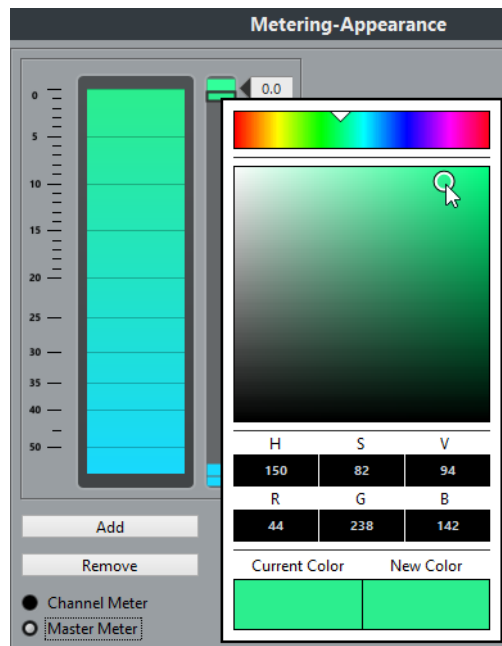 Metering-Appearance
0
0.0
5
10
15
20
25
30
35
40
50
H S V
150 82 94
R G B
44 238 142
Add
Remove
Current Color New Color
Channel Meter
Master Meter